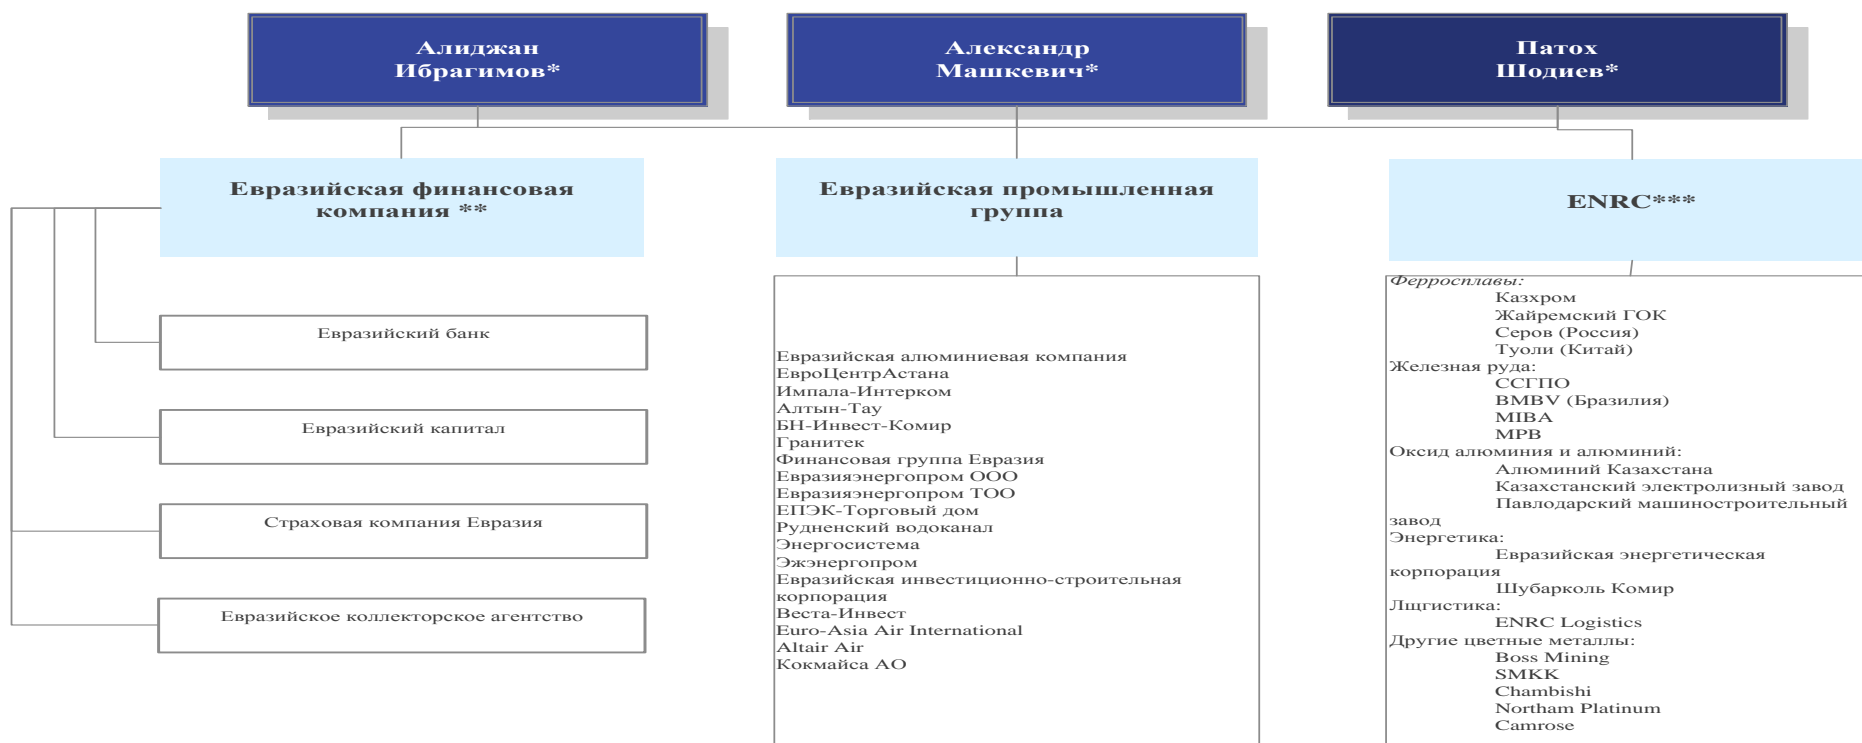 Алиджан
Ибрагимов*
Александр
Машкевич*
Патох
Шодиев*
Евразийская финансовая
компания **
Евразийская промышленная
группа
ENRC***
Евразийский банк
Евразийский капитал
Страховая компания Евразия
Евразийское коллекторское агентство
Евразийская алюминиевая компания
ЕвроЦентрАстана
Импала-Интерком
Алтын-Тау
БН-Инвест-Комир
Гранитек
Финансовая группа Евразия
Евразияэнергопром ООО
Евразияэнергопром ТОО
ЕПЭК-Торговый дом
Рудненский водоканал
Энергосистема
Эжэнергопром
Евразийская инвестиционно-строительная
корпорация
Веста-Инвест
Euro-Asia Air International
Altair Air
Кокмайса АО
Ферросплавы:
Казхром
Жайремский ГОК
Серов (Россия)
Туоли (Китай)
Железная руда:
ССГПО
BMBV (Бразилия)
MIBA
MPB
Оксид алюминия и алюминий:
Алюминий Казахстана
Казахстанский электролизный завод
Павлодарский машиностроительный
завод
Энергетика:
Евразийская энергетическая
корпорация
Шубарколь Комир
Лщгистика:
ENRC Logistics
Другие цветные металлы:
Boss Mining
SMKK
Chambishi
Northam Platinum
Camrose